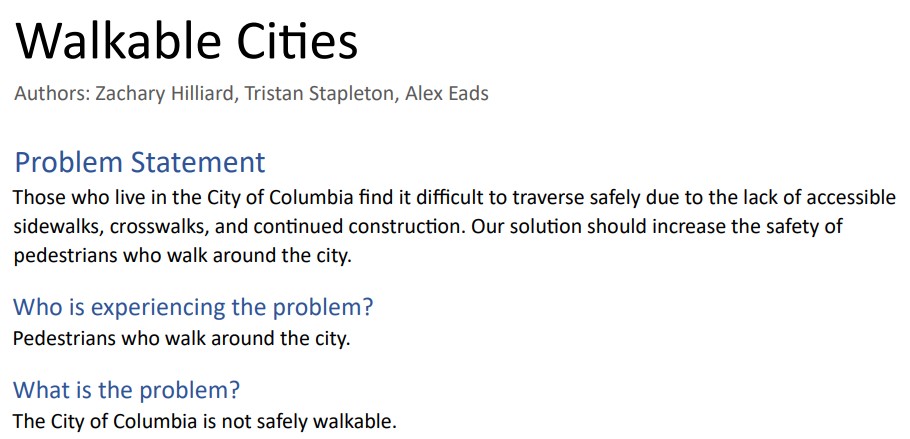 Walkable Cities
Authors: Zachary Hilliard, Tristan Stapleton, Alex Eads
Problem Statement
Those who live in the City of Columbia find it difficult to traverse safely due to the lack of accessible
sidewalks, crosswalks, and continued construction. Our solution should increase the safety of
pedestrians who walk around the city.
Who is experiencing the problem?
Pedestrians who walk around the city.
What is the problem?
The City of Columbia is not safely walkable.